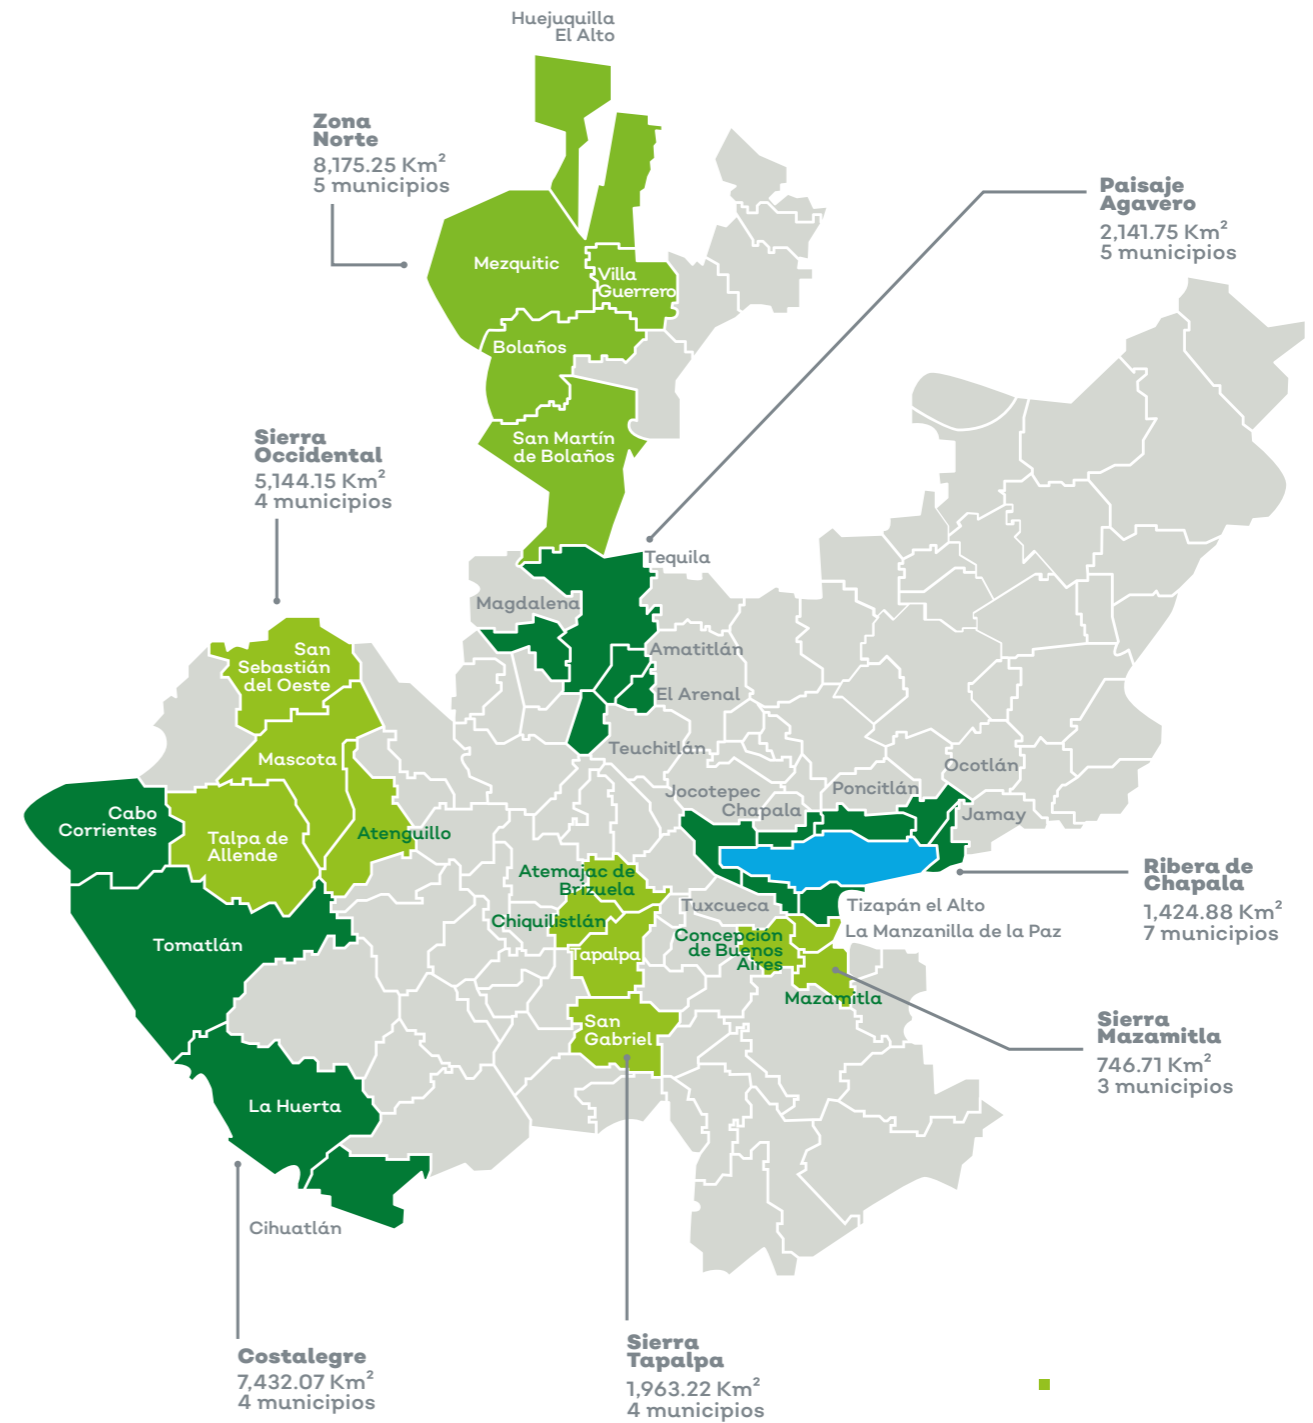 Huejuquilla
El Alto
Zona
Norte
8,175.25 Km²
5 municipios
Paisaje
Agavero
2,141.75 Km²
5 municipios
Mezquitic
Villa
Guerrero
Bolaños
San Martín
de Bolaños
Sierra
Occidental
5,144.15 Km²
4 municipios
Tequila
Magdalena
Amatitlán
El Arenal
Teuchitlán
San
Sebastián
del Oeste
Mascota
Cabo
Corrientes
Talpa de
Allende
Atenguillo
Ocotlán
Jocotepec
Poncitlán
Chapala
Jamay
Ribera de
Chapala
1,424.88 Km²
7 municipios
Atemajac de
Brizuela
Chiquilistlán
Tuxcueca
Tizapán el Alto
La Manzanilla de la Paz
Concepción
de Buenos
Aires
Tapalpa
Mazamitla
Tomatlán
San
Gabriel
Sierra
Mazamitla
746.71 Km²
3 municipios
La Huerta
Cihuatlán
Costalegre
7,432.07 Km²
4 municipios
Sierra
Tapalpa
1,963.22 Km²
4 municipios